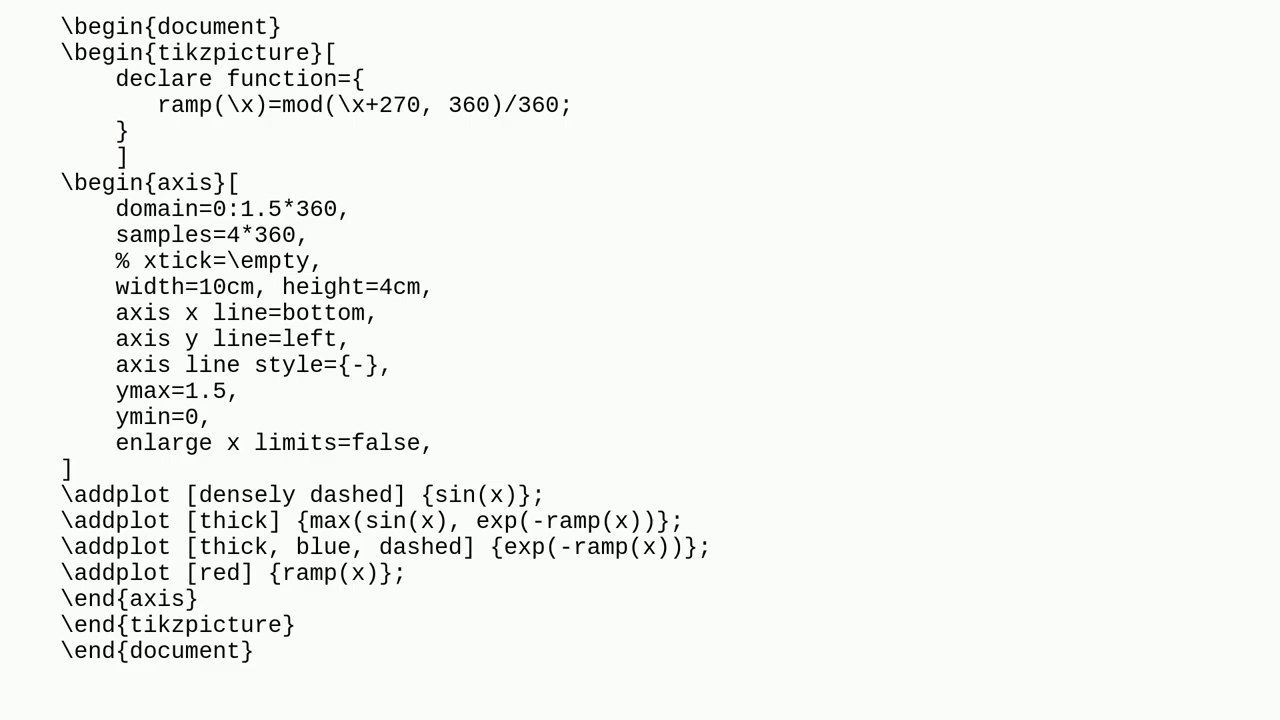 \begin{document}
\begin{tikzpicture}[
    declare function={
       ramp(\x)=mod(\x+270, 360)/360;
    }
    ]
\begin{axis}[
    domain=0:1.5*360,
    samples=4*360,
    % xtick=\empty,
    width=10cm, height=4cm,
    axis x line=bottom,
    axis y line=left,
    axis line style={-},
    ymax=1.5,
    ymin=0,
    enlarge x limits=false,
]
\addplot [densely dashed] {sin(x)};
\addplot [thick] {max(sin(x), exp(-ramp(x))};
\addplot [thick, blue, dashed] {exp(-ramp(x))};
\addplot [red] {ramp(x)};
\end{axis}
\end{tikzpicture}
\end{document}